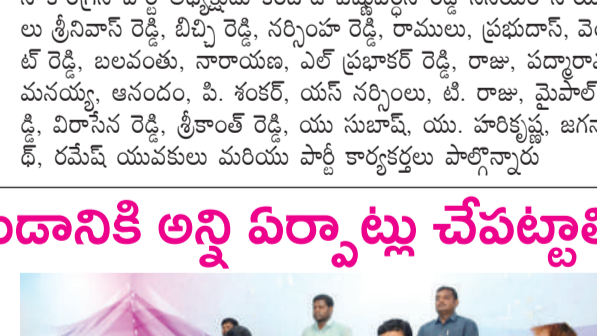 లు శ్రీనివాస్ రెడ్డి, బిచ్చి రెడ్డి, నర్సింహ రెడ్డి, రాములు, ప్రభుదాస్,
ట్ రెడ్డి, బలవంతు, నారాయణ, ఎల్ ప్రభాకర్ రెడ్డి, రాజు,
మనయ్య, ఆనందం, పి. శంకర్, యస్ నర్సింలు, టి. రాజు, మైపాల్
డ్డి, విరాసేన రెడ్డి, శ్రీకాంత్ రెడ్డి, యు సుబాష్, యు. హరికృష్ణ, జగన
థ్, రమేష్ యువకులు మరియు పార్టీ కార్యకర్తలు పాల్గొన్నారు
అన్ని ఏర్పాట్లు